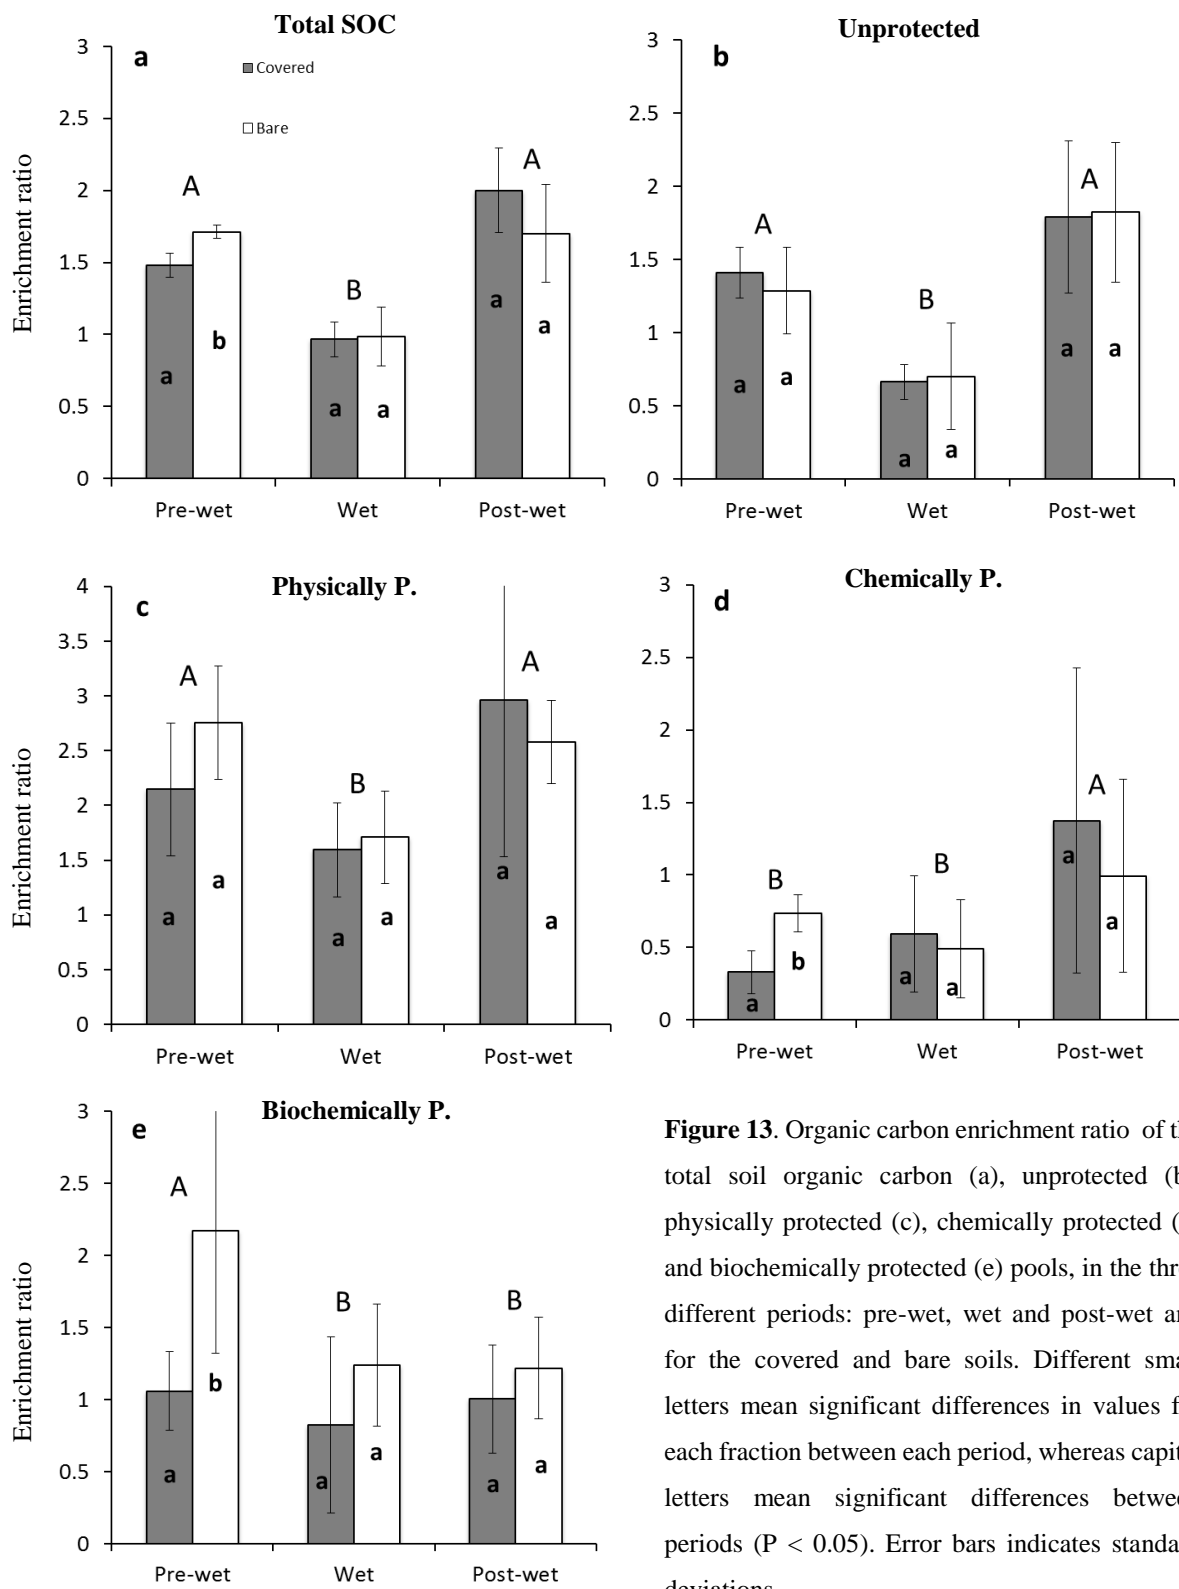 Total SOC
a
Covered
Bare
Enrichment ratio
3
2.5
2
1.5
1
0.5
0
A
B
A
a
b
a
a
a
a
Pre-wet Wet Post-wet
Unprotected
b
3
2.5
2
1.5
1
0.5
0
A
B
A
a
a
a
a
a
a
Pre-wet Wet Post-wet
Physically P.
c
Enrichment ratio
4
3.5
3
2.5
2
1.5
1
0.5
0
A
B
A
a
a
a
a
a
a
Pre-wet Wet Post-wet
Chemically P.
d
3
2.5
2
1.5
1
0.5
0
B
B
A
a
b
a
a
a
a
Pre-wet Wet Post-wet
Biochemically P.
e
Enrichment ratio
3
2.5
2
1.5
1
0.5
0
A
B
B
a
b
a
a
a
a
Pre-wet Wet Post-wet
Figure 13. Organic carbon enrichment ratio of
total soil organic carbon (a), unprotected
physically protected (c), chemically protected
and biochemically protected (e) pools, in the
different periods: pre-wet, wet and post-wet
for the covered and bare soils. Different
letters mean significant differences in values
each fraction between each period, whereas
letters mean significant differences
periods (P < 0.05). Error bars indicates